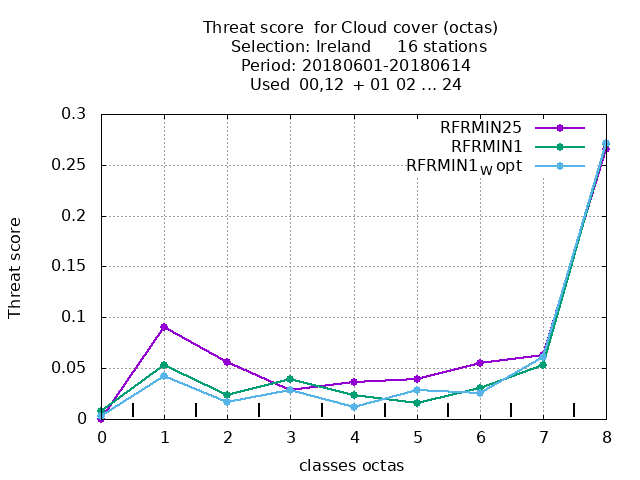 Threat score  for Cloud cover (octas)
Selection: Ireland     16 stations
Period: 20180601-20180614
Used  00,12  + 01 02 ... 24
RFRMIN25
RFRMIN1
RFRMIN1w opt
0.3
0.25
0.2
0.15
0.1
0.05
0
Threat score
0 1 2 3 4 5 6 7 8
classes octas